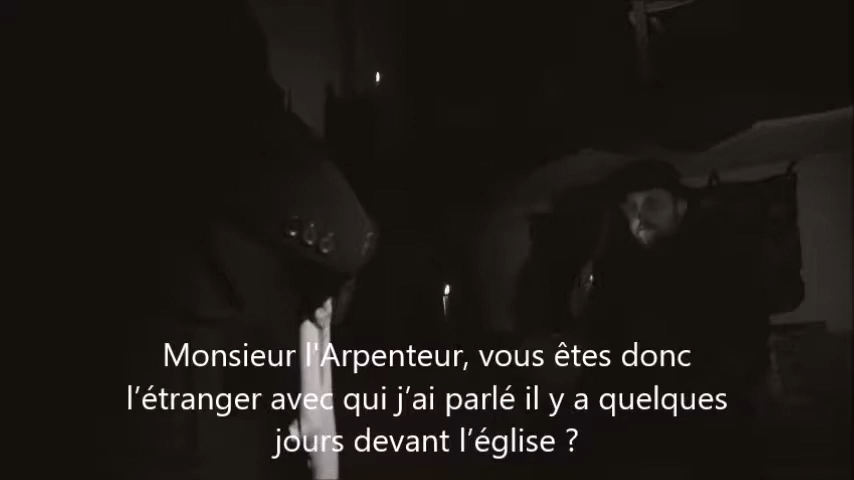 Monsieur l'Arpenteur, vous êtes donc
l’étranger avec qui j’ai parlé il y a quelques
jours devant l’église ?